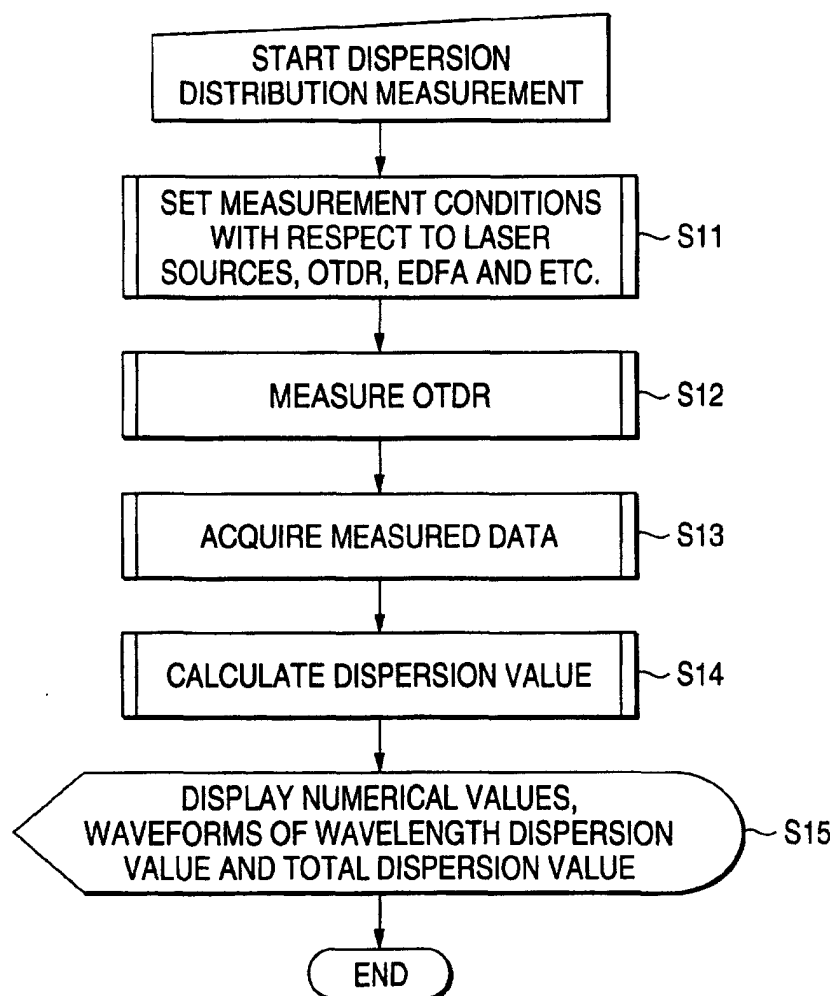 START DISPERSION
DISTRIBUTION MEASUREMENT
SET MEASUREMENT CONDITIONS
WITH RESPECT TO LASER
SOURCES, OTDR, EDFA AND ETC.
S11
MEASURE OTDR
S12
ACQUIRE MEASURED DATA
S13
CALCULATE DISPERSION VALUE
S14
DISPLAY NUMERICAL VALUES,
WAVEFORMS OF WAVELENGTH DISPERSION
VALUE AND TOTAL DISPERSION VALUE
S15
END